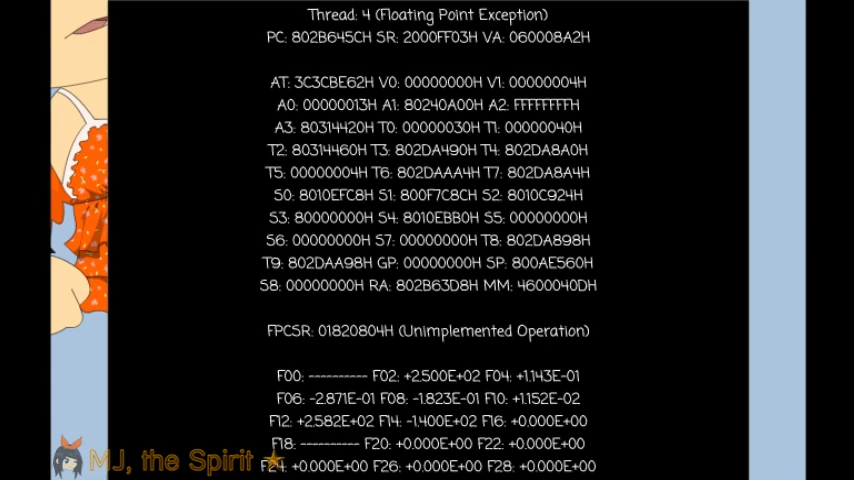 Thread: 4 (Floating Point Exception)
PC: 802B645CH SR: 2000FF03H VA: 060008A2H
AT: 3C3CBE62H V0: 00000000H V1: 00000004H
A0: 00000013H A1: 80240A00H A2: FFFFFFFFH
A3: 80314420H T0: 00000030H T1: 00000040H
T2: 80314460H T3: 802DA490H T4: 802DA8A0H
T5: 00000004H T6: 802DAAA4H T7: 802DA8A4H
S0: 8010EFC8H S1: 800F7C8CH S2: 8010C924H
S3: 80000000H S4: 8010EBB0H S5: 00000000H
S6: 00000000H S7: 00000000H T8: 802DA898H
T9: 802DAA98H GP: 00000000H SP: 800AE560H
S8: 00000000H RA: 802B63D8H MM: 4600040DH
FPCSR: 01820804H (Unimplemented Operation)
F00: ---------- F02: +2.500E+02 F04: +1.143E-01
F06: -2.871E-01 F08: -1.823E-01 F10: +1.152E-02
F12: +2.582E+02 F14: -1.400E+02 F16: +0.000E+00
F18: ---------- F20: +0.000E+00 F22: +0.000E+00
MJ, the Spirit ★ F24: +0.000E+00 F26: +0.000E+00 F28: +0.000E+00